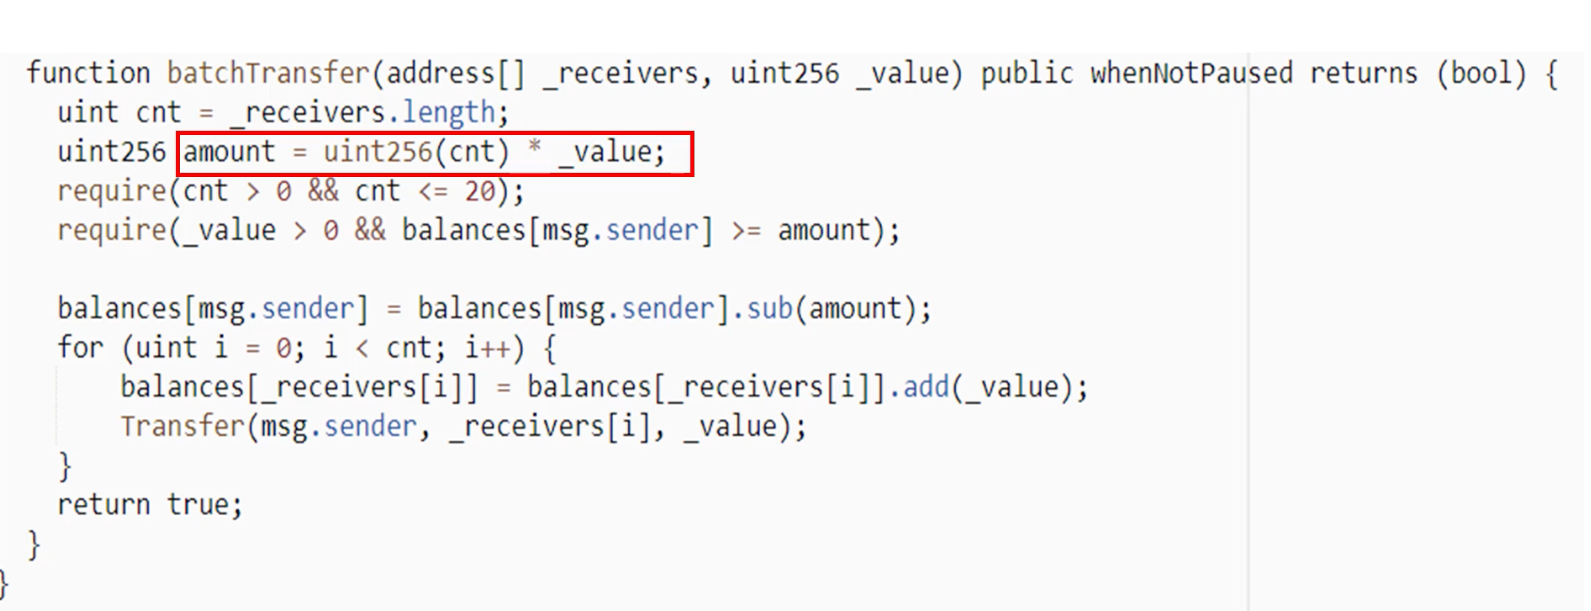 function batchTransfer(address[] _receivers, uint256 _value) public whenNotPaused returns (bool) {
uint cnt = _receivers.length;
uint256 amount = uint256(cnt) * _value;
require(cnt > 0 && cnt <= 20);
require(_value > 0 && balances[msg.sender] >= amount);
balances[msg.sender] = balances[msg.sender].sub(amount);
for (uint i = 0; i < cnt; i++) {
balances[_receivers[i]] = balances[_receivers[i]].add(_value);
Transfer(msg.sender, _receivers[i], _value);
}
return true;
}
}